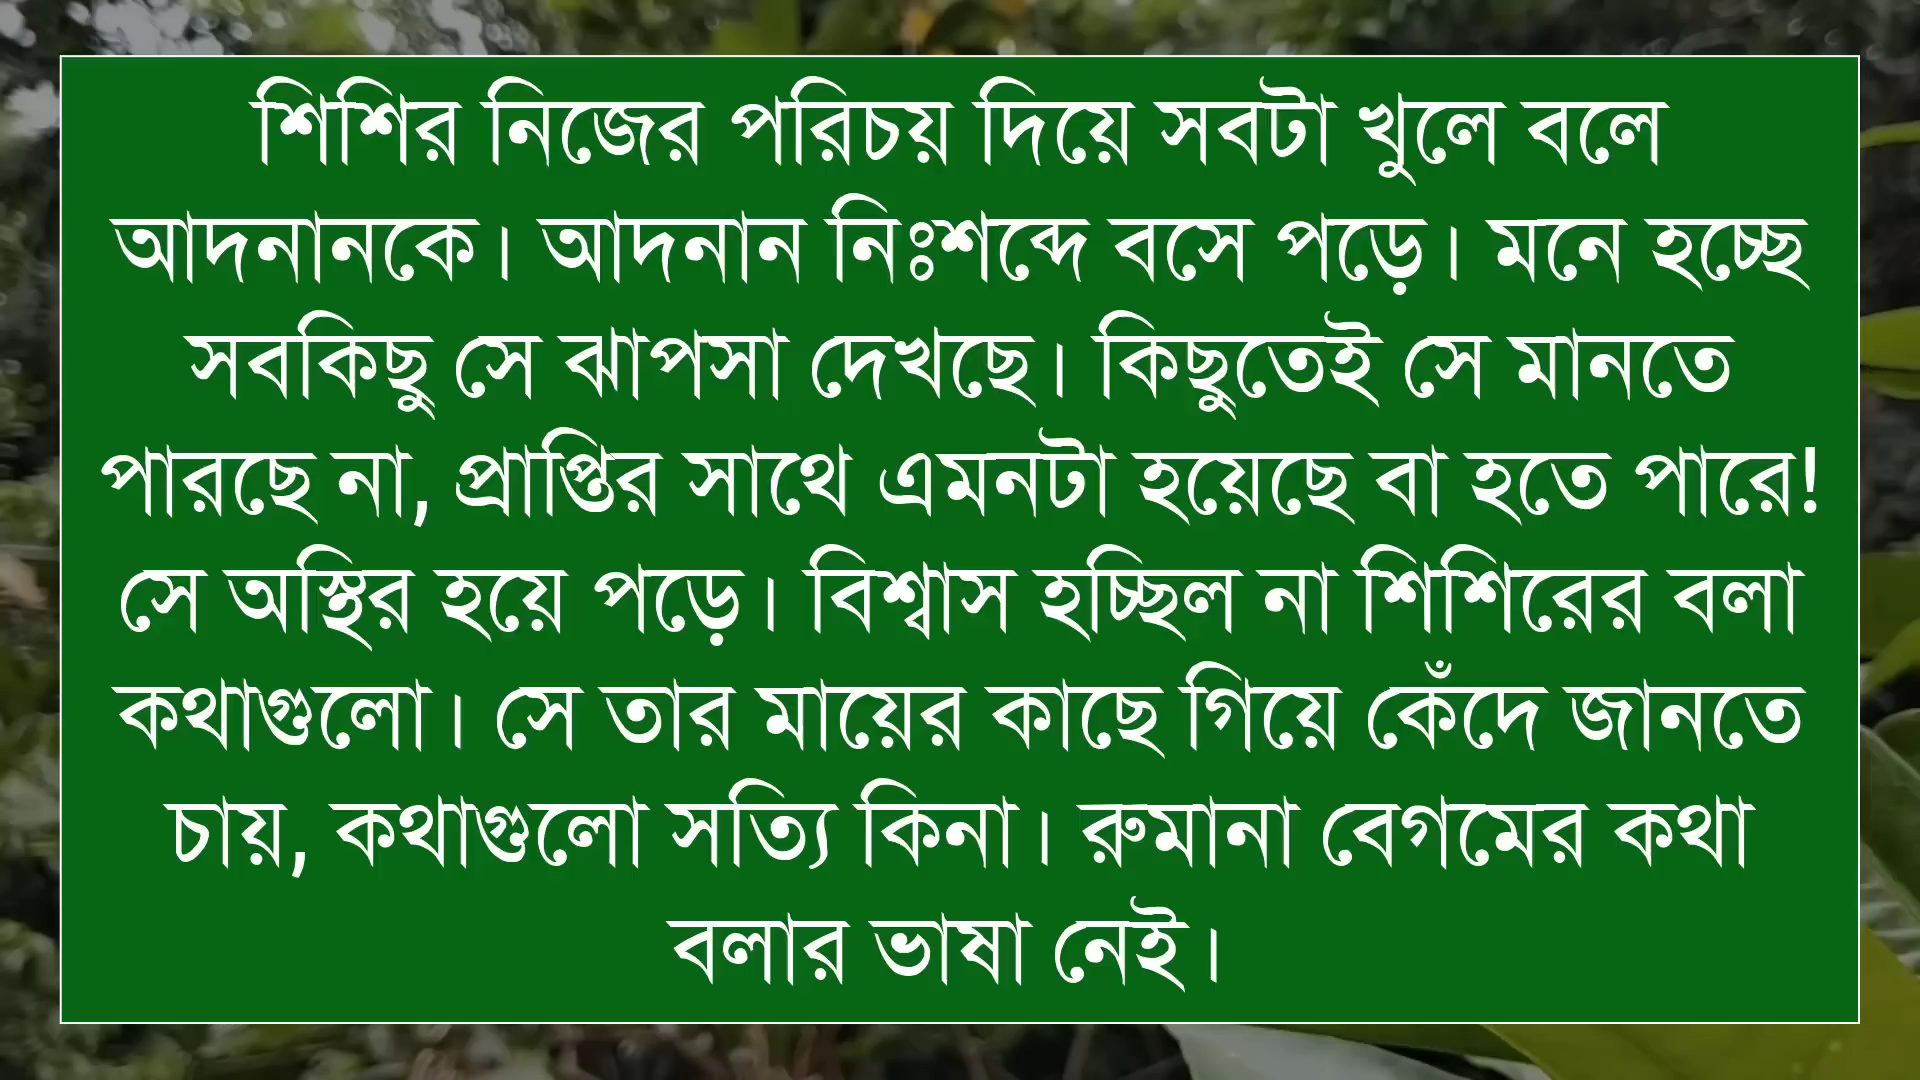 শিশির নিজের পরিচয় দিয়ে সবটা খুলে বলে
আদনানকে। আদনান নিঃশব্দে বসে পড়ে। মনে হচ্ছে
সবকিছু সে ঝাপসা দেখছে। কিছুতেই সে মানতে
পারছে না, প্রাপ্তির সাথে এমনটা হয়েছে বা হতে পারে!
সে অস্থির হয়ে পড়ে। বিশ্বাস হচ্ছিল না শিশিরের বলা
কথাগুলো। সে তার মায়ের কাছে গিয়ে কেঁদে জানতে
চায়, কথাগুলো সত্যি কিনা। রুমানা বেগমের কথা
বলার ভাষা নেই।